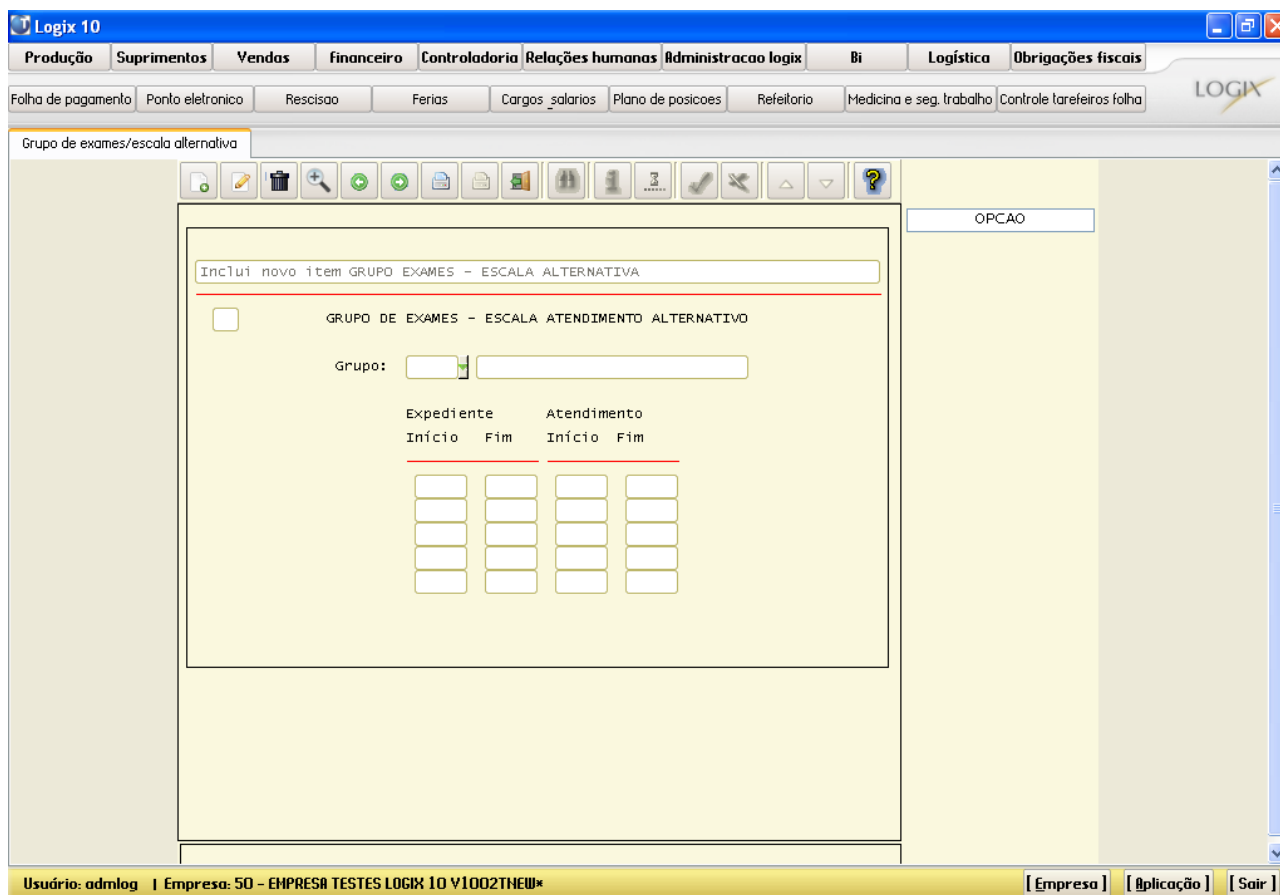 Logix 10
Produção Suprimentos Vendas Financeiro Controladoria Relações humanas Administracao logix Bi Logística Obrigações fiscais
LOGIX
Folha de pagamento Ponto eletronico Rescisao Ferias Cargos_salarios Plano de posicoes Refeitorio Medicina e seg. trabalho Controle tarefeiros folha
Grupo de exames/escala alternativa
OPCAO
Inclui novo item GRUPO EXAMES - ESCALA ALTERNATIVA
GRUPO DE EXAMES - ESCALA ATENDIMENTO ALTERNATIVO
Grupo:
Expediente Atendimento
Início Fim Início Fim
Usuário: admlog | Empresa: 50 - EMPRESA TESTES LOGIX 10 V1002TNEW*
[ Empresa ] [ Aplicação ] [ Sair ]